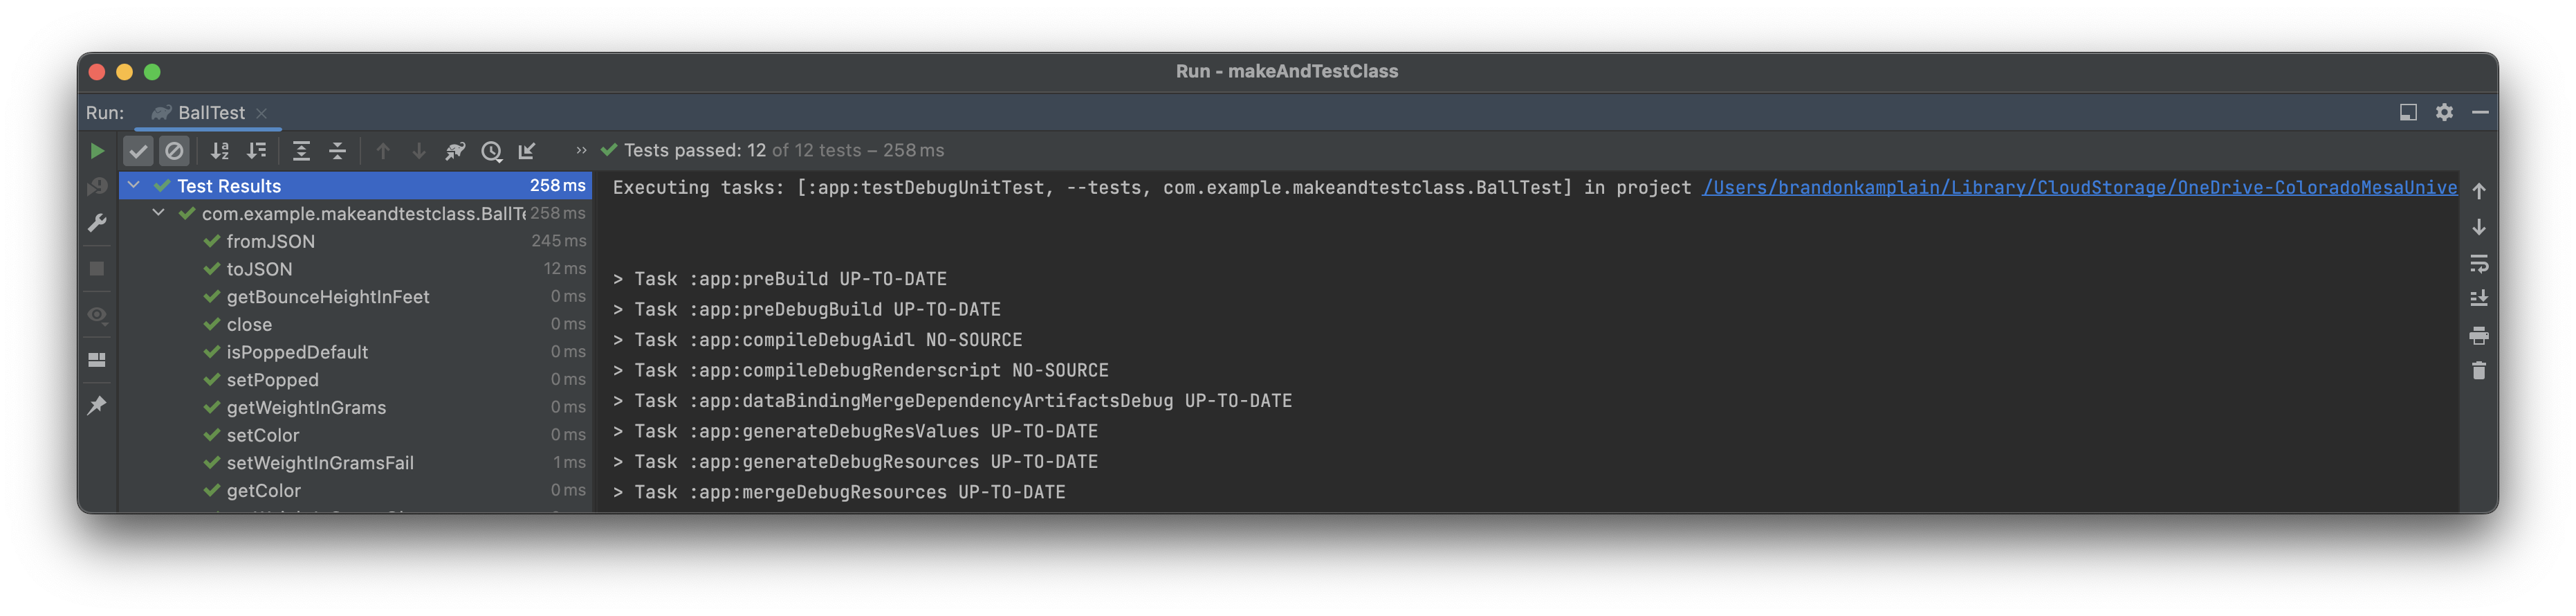 Run - makeAndTestClass
Run: BallTest
Tests passed: 12 of 12 tests – 258 ms
Test Results 258 ms
com.example.makeandtestclass.BallTe 258 ms
fromJSON 245 ms
toJSON 12 ms
getBounceHeightInFeet 0 ms
close 0 ms
isPoppedDefault 0 ms
setPopped 0 ms
getWeightInGrams 0 ms
setColor 0 ms
setWeightInGramsFail 1 ms
getColor 0 ms
Executing tasks: [:app:testDebugUnitTest, --tests, com.example.makeandtestclass.BallTest] in project /Users/brandonkamplain/Library/CloudStorage/OneDrive-ColoradoMesaUnive
> Task :app:preBuild UP-TO-DATE
> Task :app:preDebugBuild UP-TO-DATE
> Task :app:compileDebugAidl NO-SOURCE
> Task :app:compileDebugRenderscript NO-SOURCE
> Task :app:dataBindingMergeDependencyArtifactsDebug UP-TO-DATE
> Task :app:generateDebugResValues UP-TO-DATE
> Task :app:generateDebugResources UP-TO-DATE
> Task :app:mergeDebugResources UP-TO-DATE